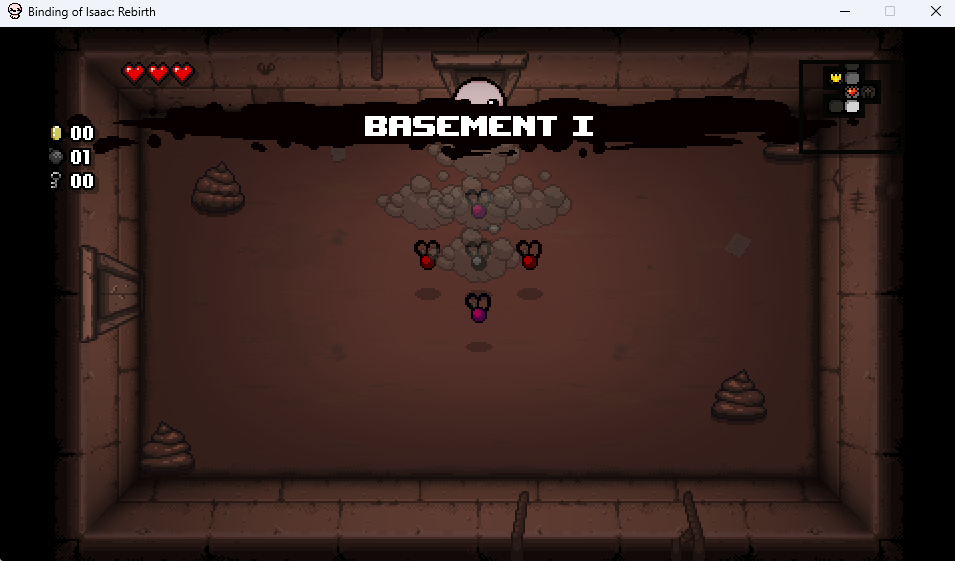 Binding of Isaac: Rebirth
BASEMENT I
00
01
00